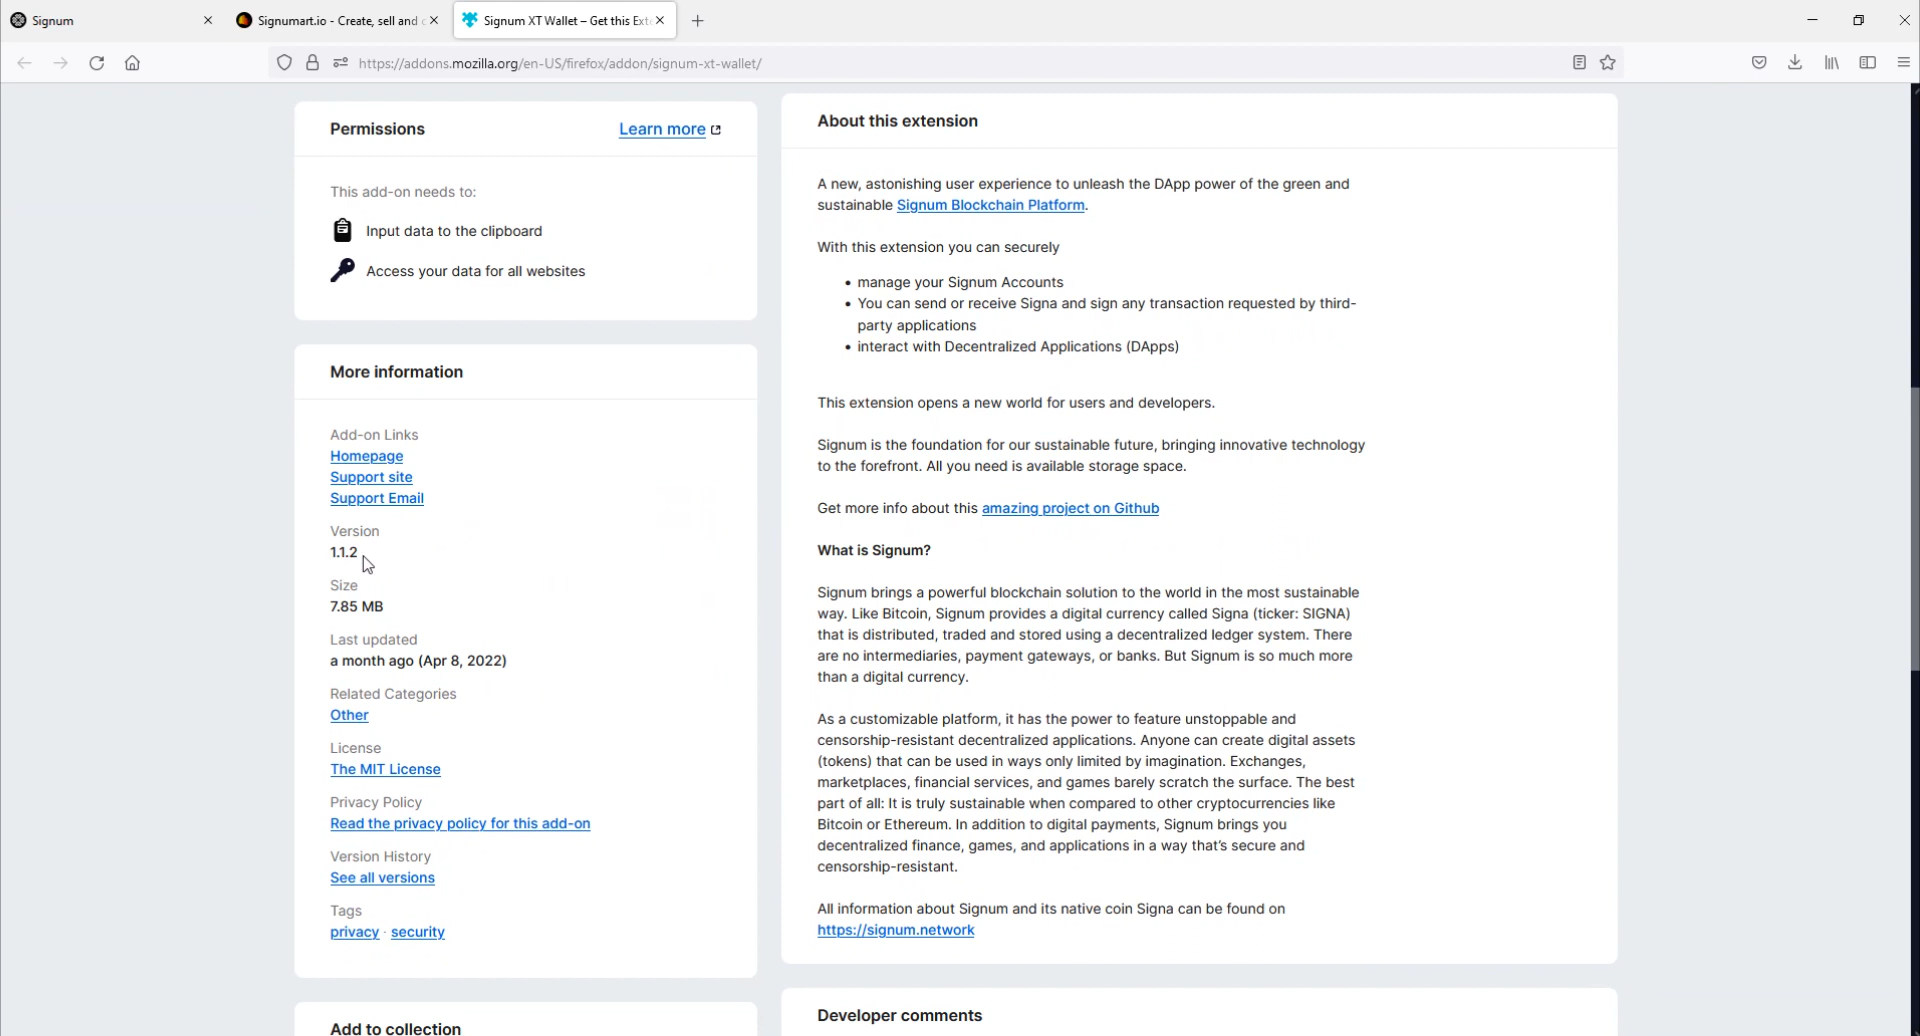 Signum
Signumart.io - Create, sell and
Signum XT Wallet – Get this Ext
https://addons.mozilla.org/en-US/firefox/addon/signum-xt-wallet/
Permissions
Learn more
This add-on needs to:
Input data to the clipboard
Access your data for all websites
More information
Add-on Links
Homepage
Support site
Support Email
Version
1.1.2
Size
7.85 MB
Last updated
a month ago (Apr 8, 2022)
Related Categories
Other
License
The MIT License
Privacy Policy
Read the privacy policy for this add-on
Version History
See all versions
Tags
privacy · security
Add to collection
About this extension
A new, astonishing user experience to unleash the DApp power of the green and
sustainable Signum Blockchain Platform.
With this extension you can securely
• manage your Signum Accounts
• You can send or receive Signa and sign any transaction requested by third-
party applications
• interact with Decentralized Applications (DApps)
This extension opens a new world for users and developers.
Signum is the foundation for our sustainable future, bringing innovative technology
to the forefront. All you need is available storage space.
Get more info about this amazing project on Github
What is Signum?
Signum brings a powerful blockchain solution to the world in the most sustainable
way. Like Bitcoin, Signum provides a digital currency called Signa (ticker: SIGNA)
that is distributed, traded and stored using a decentralized ledger system. There
are no intermediaries, payment gateways, or banks. But Signum is so much more
than a digital currency.
As a customizable platform, it has the power to feature unstoppable and
censorship-resistant decentralized applications. Anyone can create digital assets
(tokens) that can be used in ways only limited by imagination. Exchanges,
marketplaces, financial services, and games barely scratch the surface. The best
part of all: It is truly sustainable when compared to other cryptocurrencies like
Bitcoin or Ethereum. In addition to digital payments, Signum brings you
decentralized finance, games, and applications in a way that's secure and
censorship-resistant.
All information about Signum and its native coin Signa can be found on
https://signum.network
Developer comments